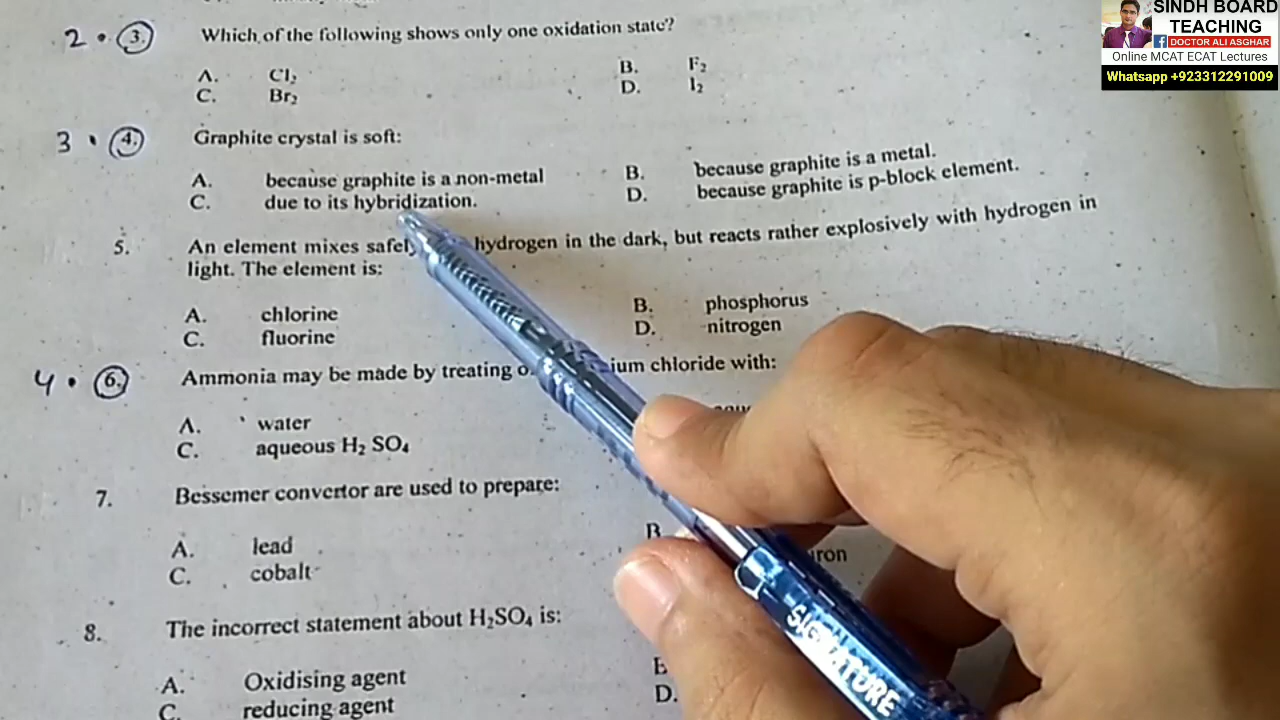 SINDH BOARD
TEACHING
DOCTOR ALI ASGHAR
Online MCAT ECAT Lectures
Whatsapp +923312291009
2 • 3. Which of the following shows only one oxidation state?
A. Cl₂ B. F₂
C. Br₂ D. I₂
3 • 4. Graphite crystal is soft:
A. because graphite is a non-metal B. because graphite is a metal.
C. due to its hybridization. D. because graphite is p-block element.
5. An element mixes safely hydrogen in the dark, but reacts rather explosively with hydrogen in
light. The element is:
A. chlorine B. phosphorus
C. fluorine D. nitrogen
4 • 6. Ammonia may be made by treating ium chloride with:
A. water
C. aqueous H₂ SO₄
7. Bessemer convertor are used to prepare:
A. lead B
C. cobalt iron
8. The incorrect statement about H₂SO₄ is:
A. Oxidising agent
C. reducing agent D.
SIGNATURE